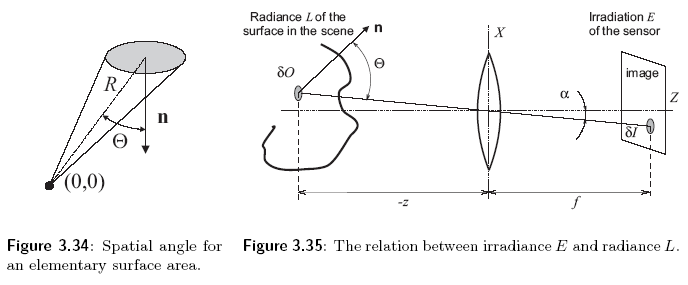 R
n
Θ
(0,0)
Radiance L of the
surface in the scene
n
X
Irradiation E
of the sensor
δO
Θ
α
image
Z
δI
-z
f
Figure 3.34: Spatial angle for
an elementary surface area.
Figure 3.35: The relation between irradiance E and radiance L.